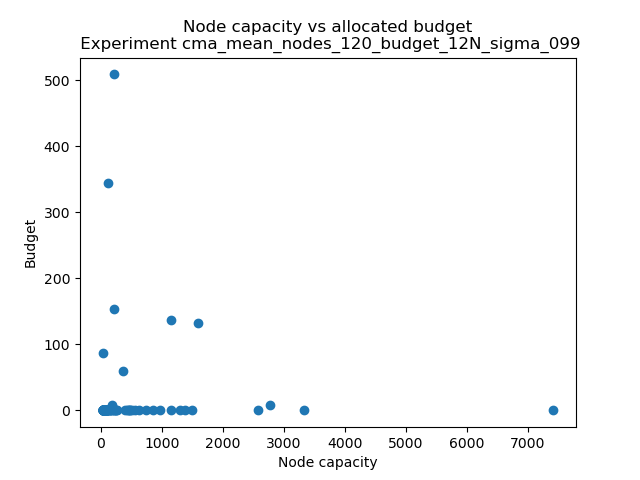 Node capacity vs allocated budget
Experiment cma_mean_nodes_120_budget_12N_sigma_099
500
400
300
200
100
0
Budget
0 1000 2000 3000 4000 5000 6000 7000
Node capacity